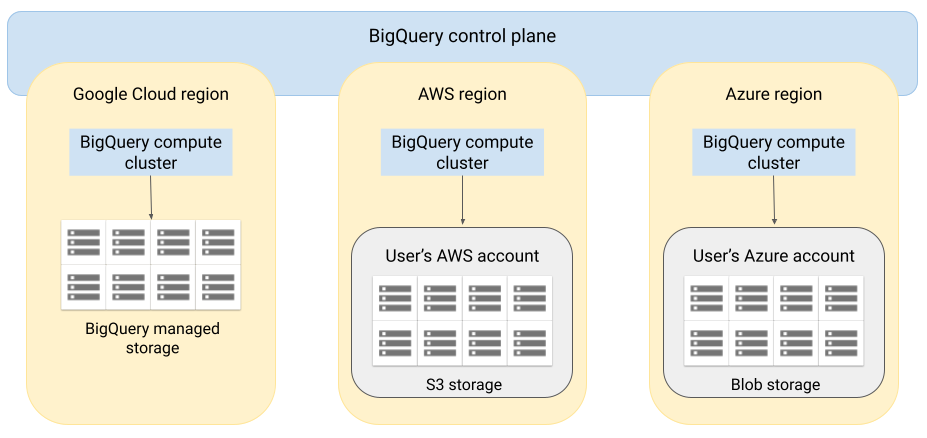 BigQuery control plane
Google Cloud region
BigQuery compute
cluster
BigQuery managed
storage
AWS region
BigQuery compute
cluster
User's AWS account
S3 storage
Azure region
BigQuery compute
cluster
User's Azure account
Blob storage